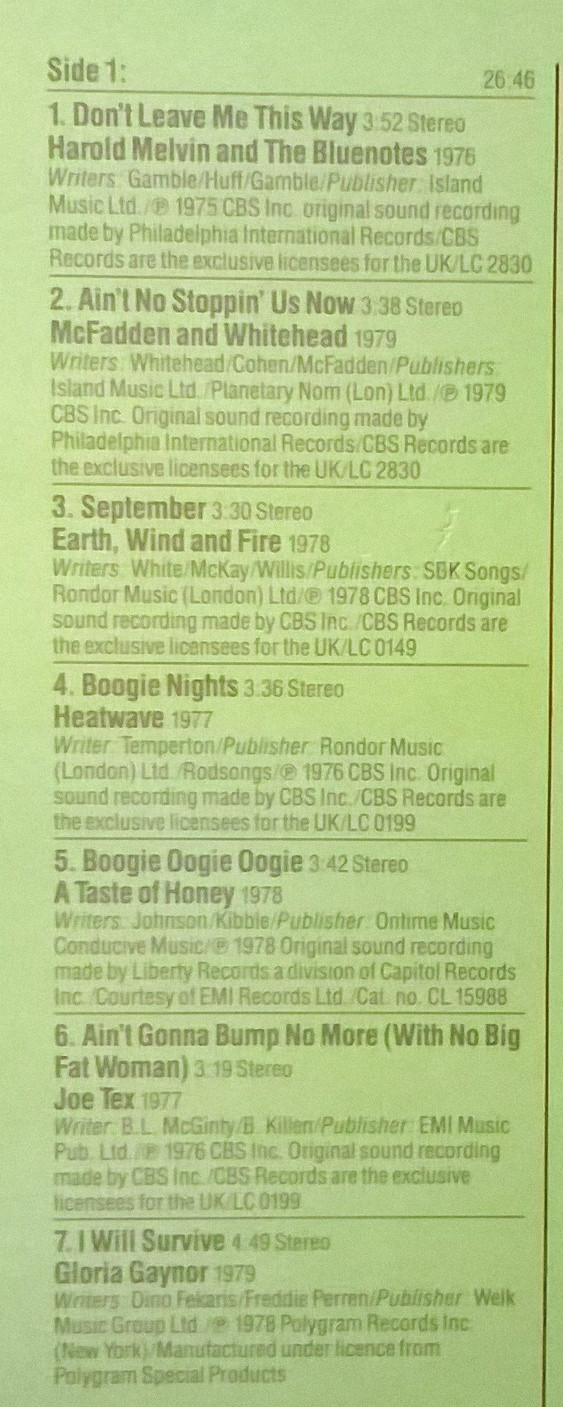 Side 1: 26:46
1. Don't Leave Me This Way 3:52 Stereo
Harold Melvin and The Bluenotes 1976
Writers: Gamble/Huff/Gamble/Publisher: Island
Music Ltd./℗ 1975 CBS Inc. original sound recording
made by Philadelphia International Records/CBS
Records are the exclusive licensees for the UK/LC 2830
2. Ain't No Stoppin' Us Now 3:38 Stereo
McFadden and Whitehead 1979
Writers: Whitehead/Cohen/McFadden/Publishers:
Island Music Ltd./Planetary Nom (Lon) Ltd./℗ 1979
CBS Inc. Original sound recording made by
Philadelphia International Records/CBS Records are
the exclusive licensees for the UK/LC 2830
3. September 3:30 Stereo
Earth, Wind and Fire 1978
Writers: White/McKay/Willis/Publishers: SBK Songs/
Rondor Music (London) Ltd/℗ 1978 CBS Inc. Original
sound recording made by CBS Inc./CBS Records are
the exclusive licensees for the UK/LC 0149
4. Boogie Nights 3:36 Stereo
Heatwave 1977
Writer: Temperton/Publisher: Rondor Music
(London) Ltd./Rodsongs/℗ 1976 CBS Inc. Original
sound recording made by CBS Inc./CBS Records are
the exclusive licensees for the UK/LC 0199
5. Boogie Oogie Oogie 3:42 Stereo
A Taste of Honey 1978
Writers: Johnson/Kibble/Publisher: Ontime Music
Conducive Music/℗ 1978 Original sound recording
made by Liberty Records a division of Capitol Records
Inc./Courtesy of EMI Records Ltd./Cat. no. CL 15988
6. Ain't Gonna Bump No More (With No Big
Fat Woman) 3:19 Stereo
Joe Tex 1977
Writer: B.L. McGinty/B. Killen/Publisher: EMI Music
Pub. Ltd./℗ 1976 CBS Inc. Original sound recording
made by CBS Inc./CBS Records are the exclusive
licensees for the UK/LC 0199
7. I Will Survive 4:49 Stereo
Gloria Gaynor 1979
Writers: Dino Fekaris/Freddie Perren/Publisher: Welk
Music Group Ltd./℗ 1978 Polygram Records Inc.
(New York)/Manufactured under licence from
Polygram Special Products